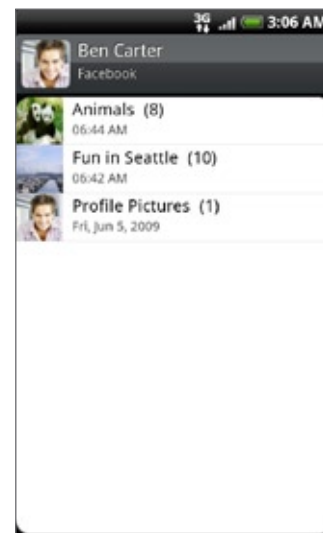 3G 3:06 AM
Ben Carter
Facebook
Animals (8)
06:44 AM
Fun in Seattle (10)
06:42 AM
Profile Pictures (1)
Fri, Jun 5, 2009